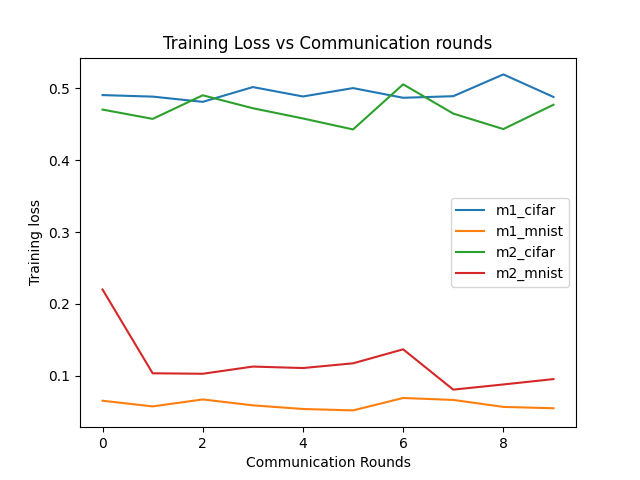 Training Loss vs Communication rounds
0.5
0.4
0.3
0.2
0.1
Training loss
m1_cifar
m1_mnist
m2_cifar
m2_mnist
0 2 4 6 8
Communication Rounds